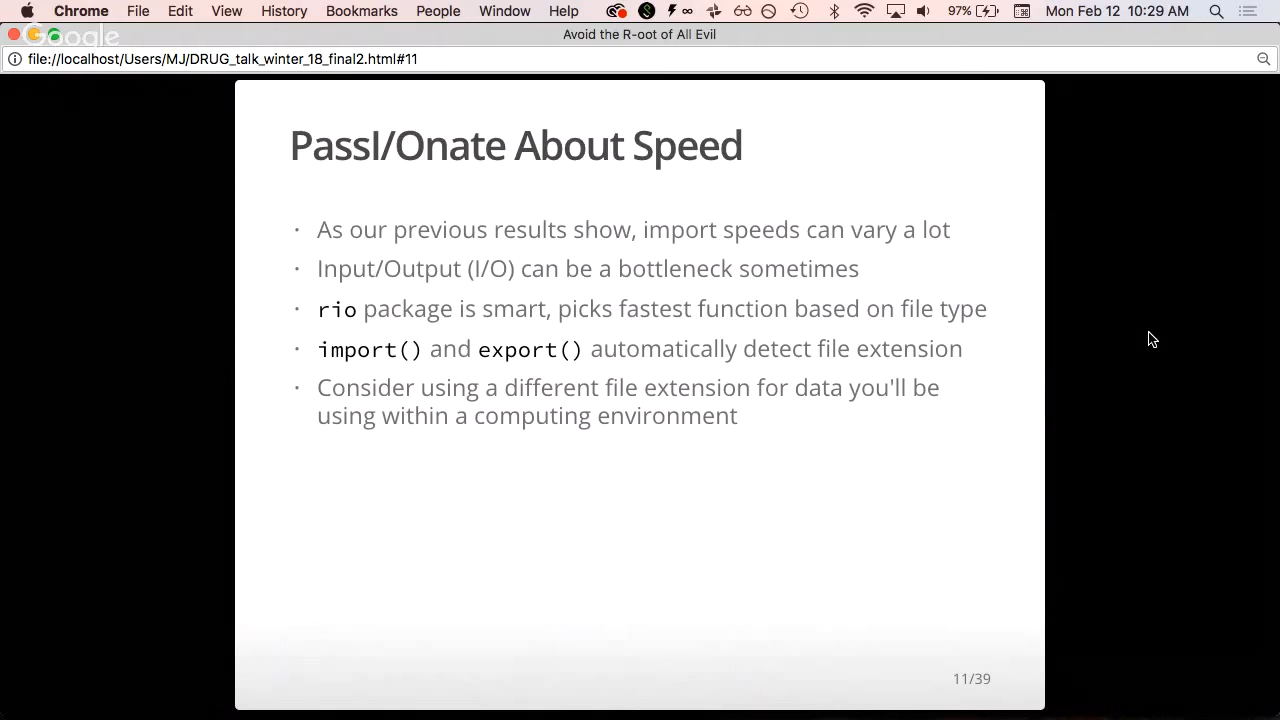 Chrome File Edit View History Bookmarks People Window Help 97% Mon Feb 12 10:29 AM
Google
Avoid the R-oot of All Evil
file://localhost/Users/MJ/DRUG_talk_winter_18_final2.html#11
PassI/Onate About Speed
· As our previous results show, import speeds can vary a lot
· Input/Output (I/O) can be a bottleneck sometimes
· rio package is smart, picks fastest function based on file type
· import() and export() automatically detect file extension
· Consider using a different file extension for data you'll be
using within a computing environment
11/39